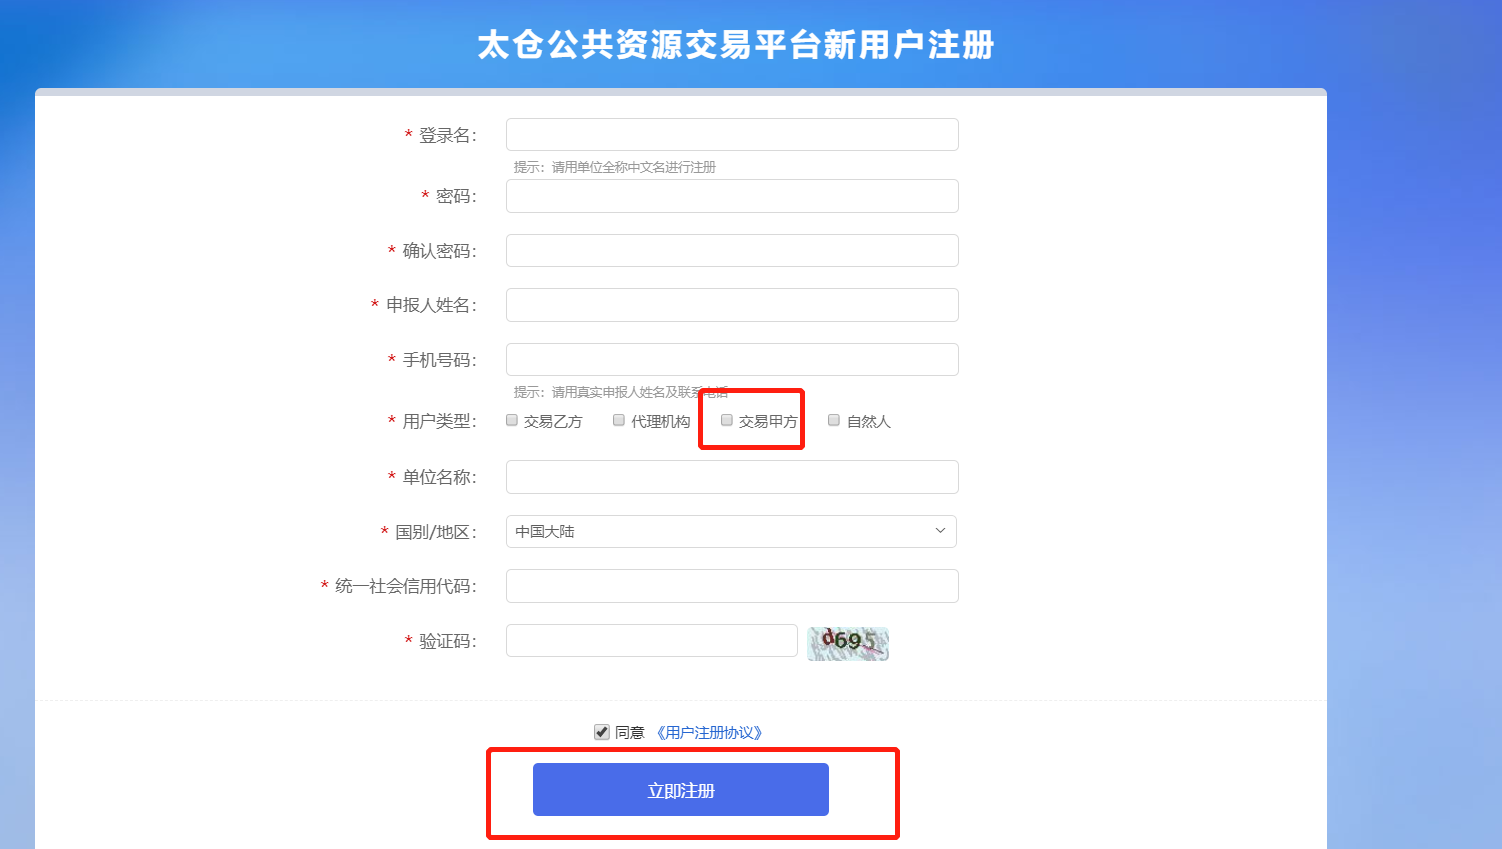 太仓公共资源交易平台新用户注册
* 登录名：
提示：请用单位全称中文名进行注册
* 密码：
* 确认密码：
* 申报人姓名：
* 手机号码：
提示：请用真实申报人姓名及联系电话
* 用户类型： 交易乙方 代理机构 交易甲方 自然人
* 单位名称：
* 国别/地区： 中国大陆
* 统一社会信用代码：
* 验证码： d695
同意 《用户注册协议》
立即注册